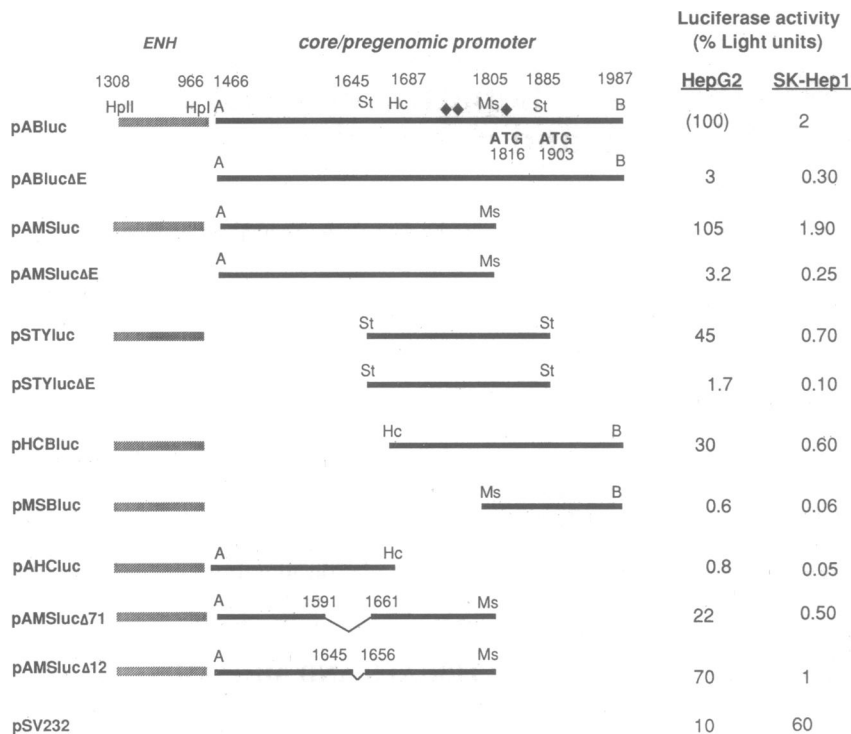 Luciferase activity
(% Light units)
ENH core/pregenomic promoter
HepG2 SK-Hep1
1308 966 1466 1645 1687 1805 1885 1987
HpII HpI A St Hc Ms St B
pABluc (100) 2
ATG ATG
1816 1903
A B
pABlucΔE 3 0.30
A Ms
pAMSluc 105 1.90
A Ms
pAMSlucΔE 3.2 0.25
St St
pSTYluc 45 0.70
St St
pSTYlucΔE 1.7 0.10
Hc B
pHCBluc 30 0.60
Ms B
pMSBluc 0.6 0.06
A Hc
pAHCluc 0.8 0.05
A 1591 1661 Ms
pAMSlucΔ71 22 0.50
A 1645 1656 Ms
pAMSlucΔ12 70 1
pSV232 10 60